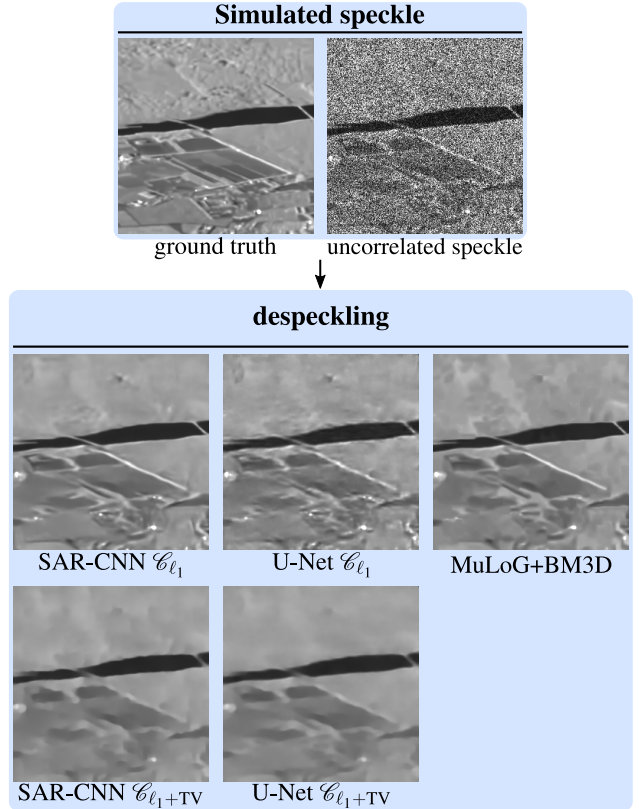 Simulated speckle
ground truth
uncorrelated speckle
despeckling
SAR-CNN 𝒞ℓ₁
U-Net 𝒞ℓ₁
MuLoG+BM3D
SAR-CNN 𝒞ℓ₁+TV
U-Net 𝒞ℓ₁+TV